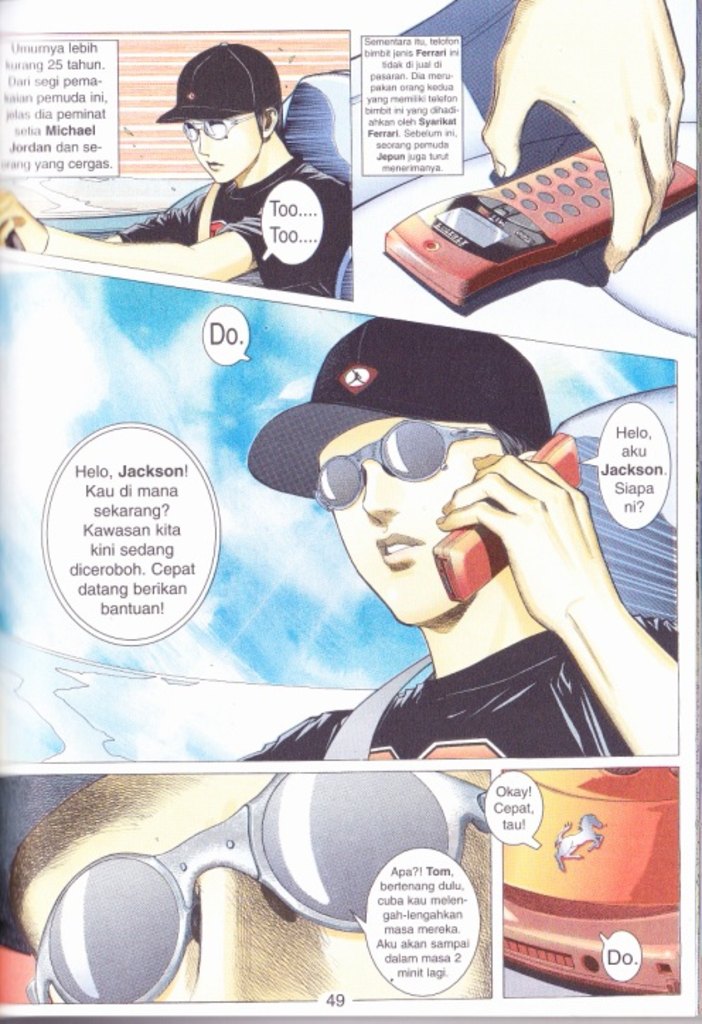 Umurnya lebih
kurang 25 tahun.
Dari segi pema-
kaian pemuda ini,
jelas dia peminat
setia Michael
Jordan dan se-
orang yang cergas.
Too....
Too....
Sementara itu, telefon
bimbit jenis Ferrari ini
tidak di jual di
pasaran. Dia meru-
pakan orang kedua
yang memiliki telefon
bimbit ini yang dihadi-
ahkan oleh Syarikat
Ferrari. Sebelum ini,
seorang pemuda
Jepun juga turut
menerimanya.
Do.
Helo,
aku
Jackson.
Siapa
ni?
Helo, Jackson!
Kau di mana
sekarang?
Kawasan kita
kini sedang
diceroboh. Cepat
datang berikan
bantuan!
Apa?! Tom,
bertenang dulu,
cuba kau melen-
gah-lengahkan
masa mereka.
Aku akan sampai
dalam masa 2
minit lagi.
Okay!
Cepat,
tau!
Do.
49